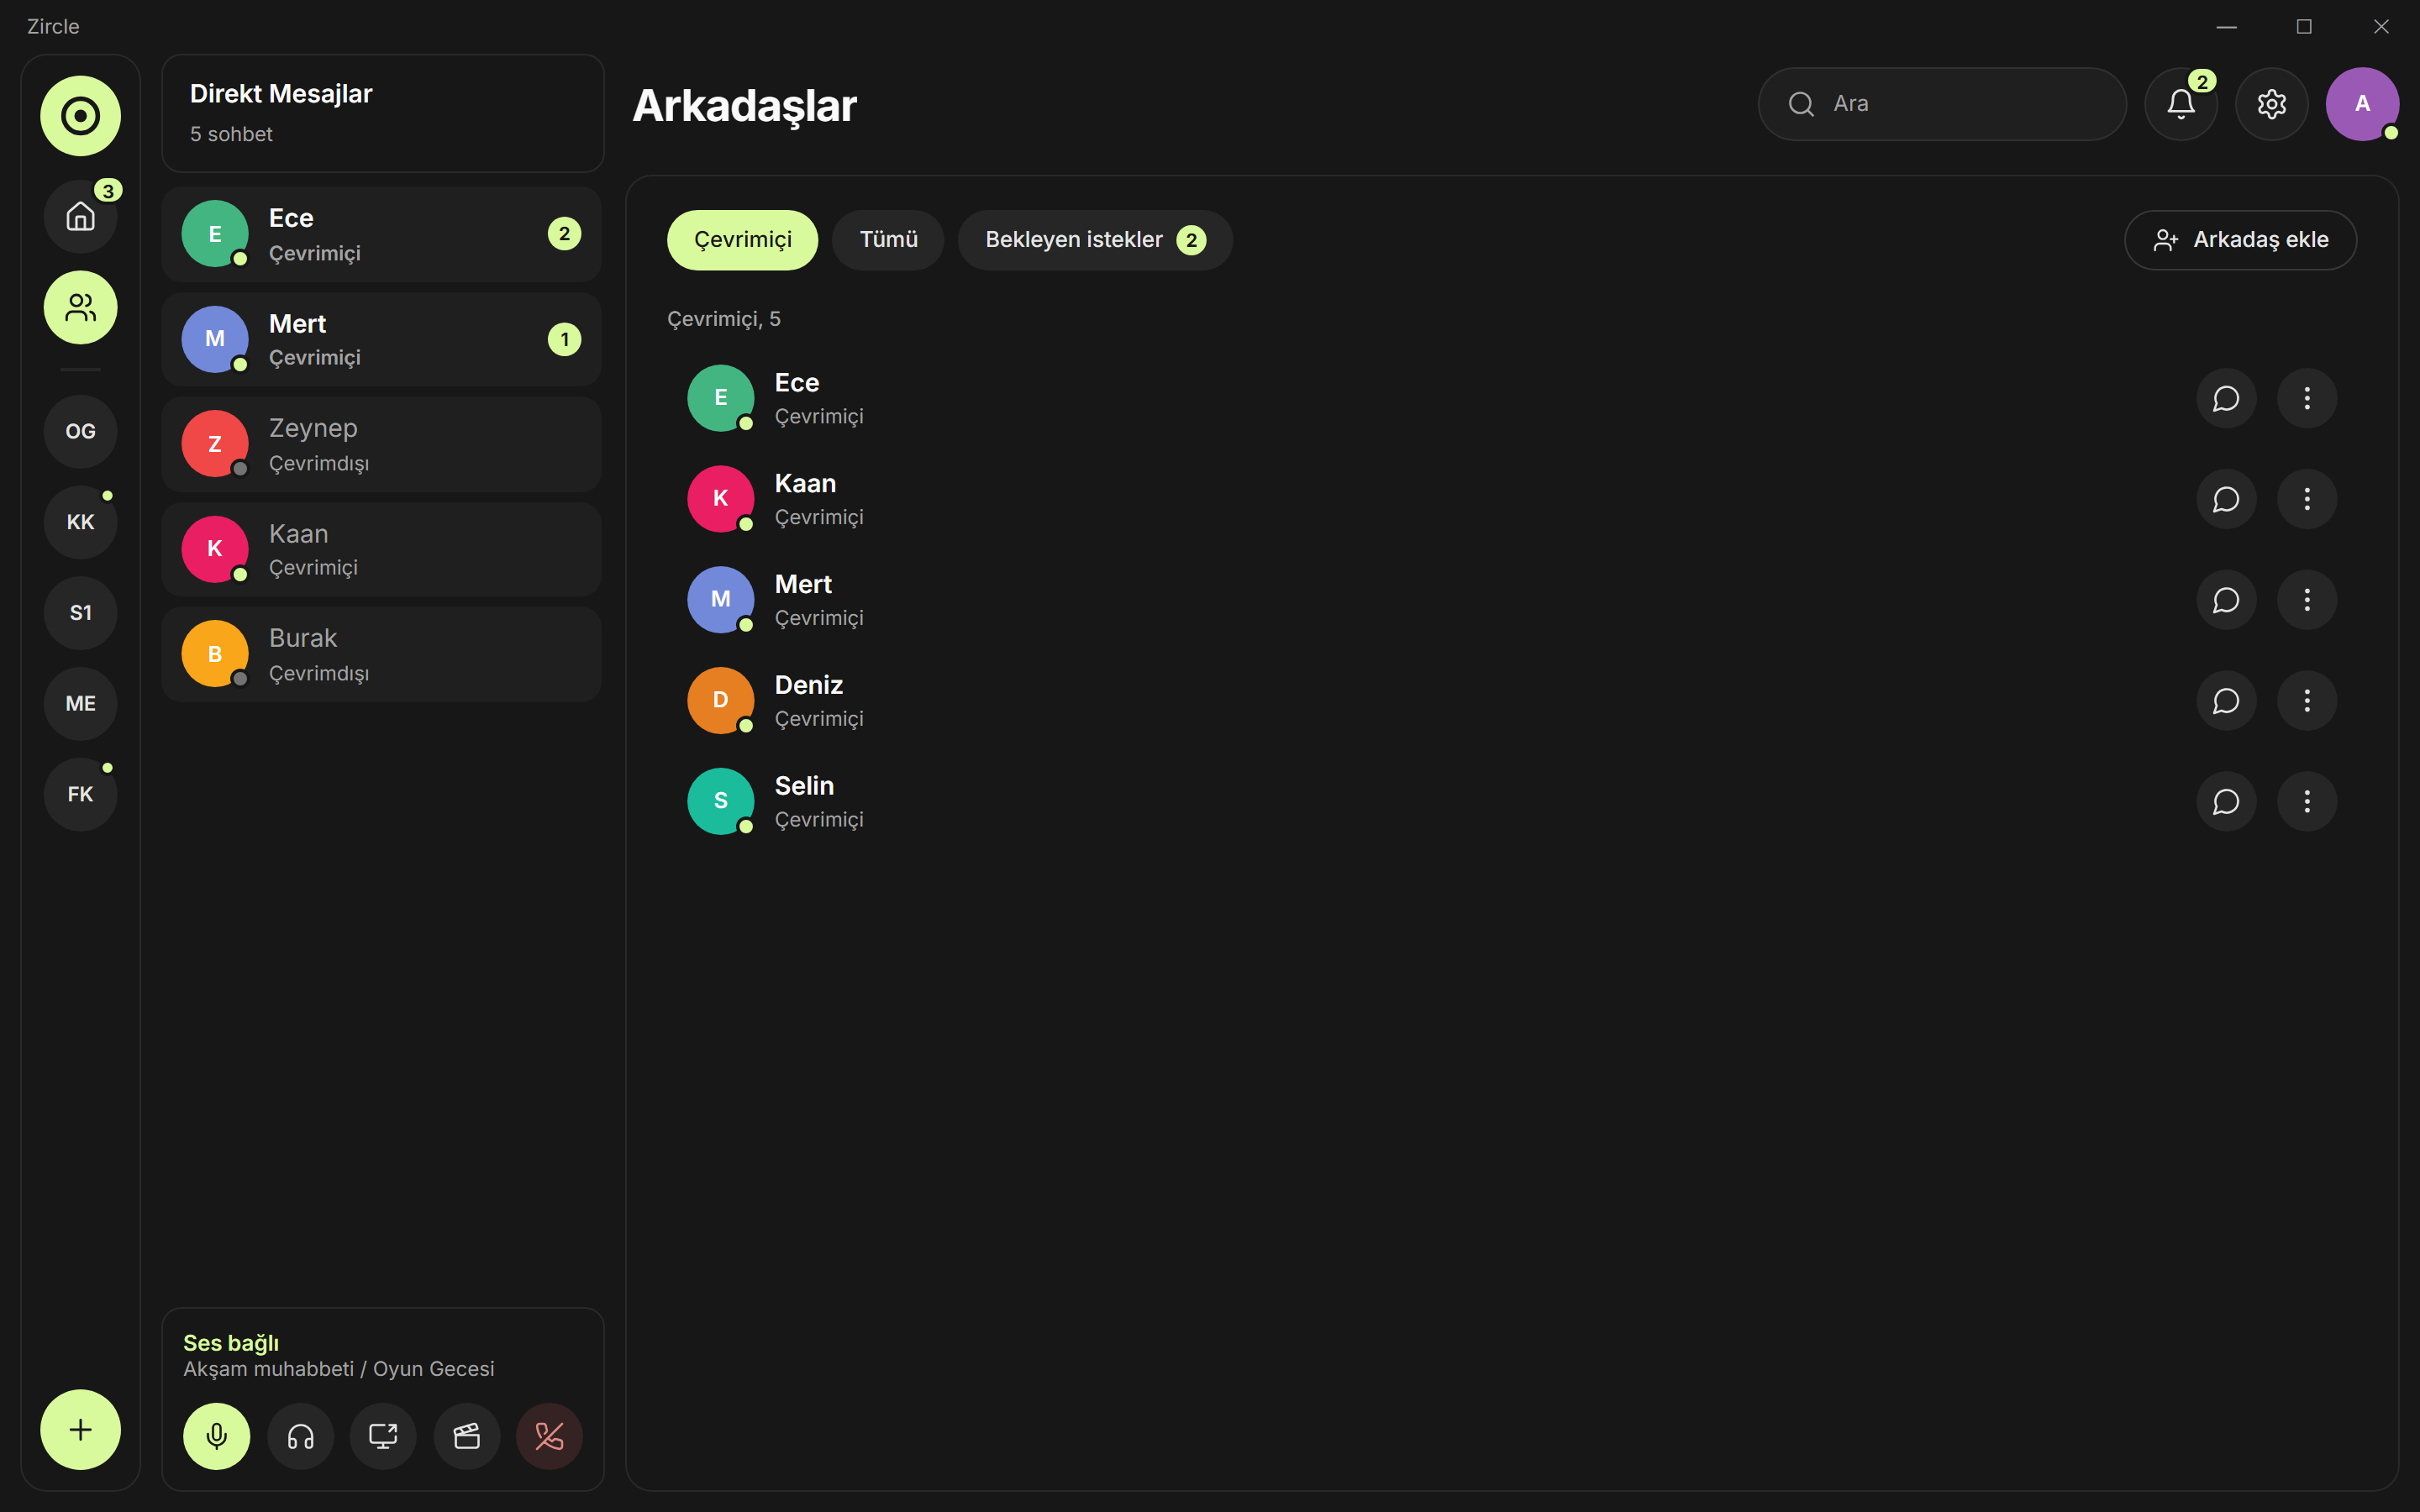 Zircle
Direkt Mesajlar
5 sohbet
Arkadaşlar
Ara
2
A
3
E
Ece
Çevrimiçi
2
M
Mert
Çevrimiçi
1
Z
Zeynep
Çevrimdışı
K
Kaan
Çevrimiçi
B
Burak
Çevrimdışı
OG
KK
S1
ME
FK
Çevrimiçi
Tümü
Bekleyen istekler 2
Arkadaş ekle
Çevrimiçi, 5
E
Ece
Çevrimiçi
K
Kaan
Çevrimiçi
M
Mert
Çevrimiçi
D
Deniz
Çevrimiçi
S
Selin
Çevrimiçi
Ses bağlı
Akşam muhabbeti / Oyun Gecesi